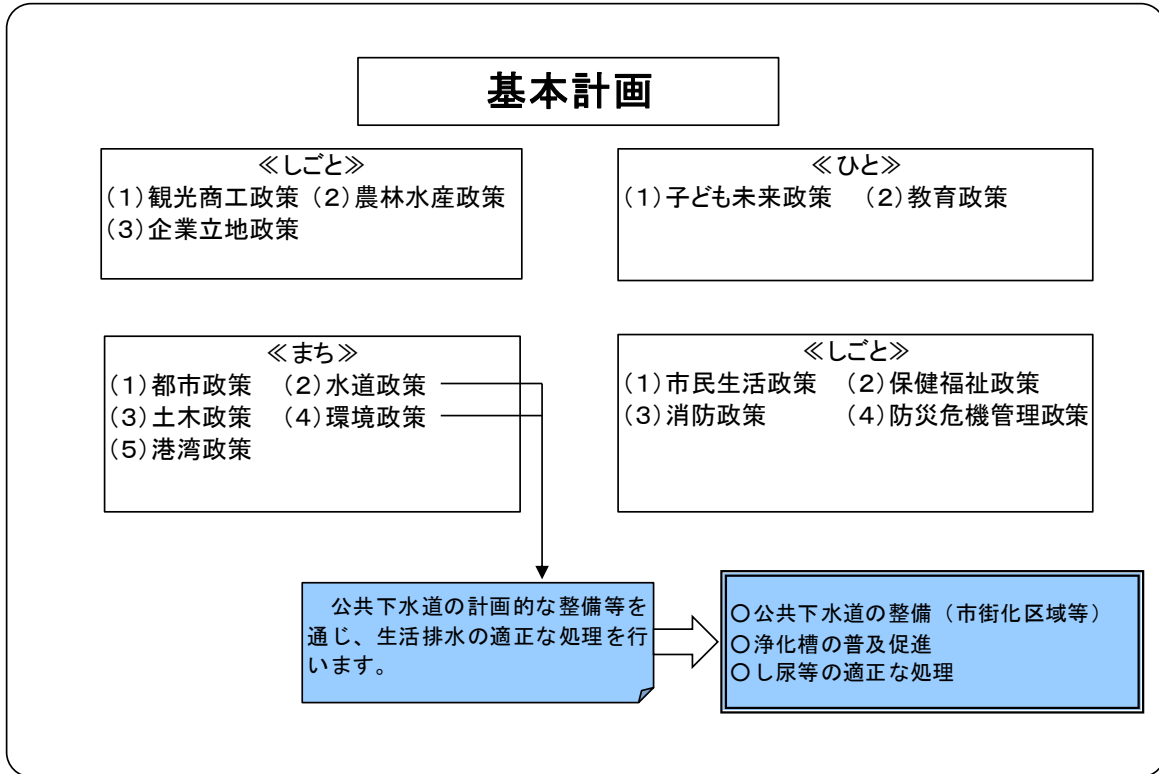 基本計画
≪しごと≫
(1)観光商工政策 (2)農林水産政策
(3)企業立地政策
≪ひと≫
(1)子ども未来政策 (2)教育政策
≪まち≫
(1)都市政策 (2)水道政策
(3)土木政策 (4)環境政策
(5)港湾政策
≪しごと≫
(1)市民生活政策 (2)保健福祉政策
(3)消防政策 (4)防災危機管理政策
公共下水道の計画的な整備等を
通じ、生活排水の適正な処理を行
います。
○公共下水道の整備（市街化区域等）
○浄化槽の普及促進
○し尿等の適正な処理